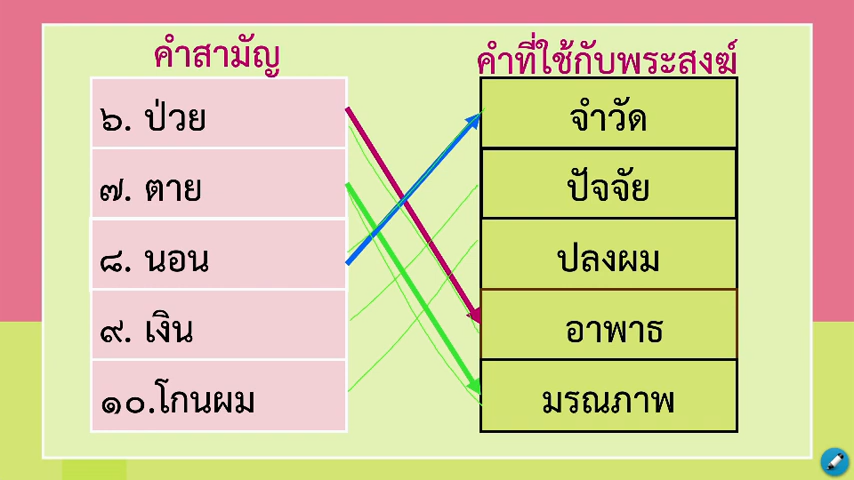 คำสามัญ
คำที่ใช้กับพระสงฆ์
๖. ป่วย
จำวัด
๗. ตาย
ปัจจัย
๘. นอน
ปลงผม
๙. เงิน
อาพาธ
๑๐.โกนผม
มรณภาพ